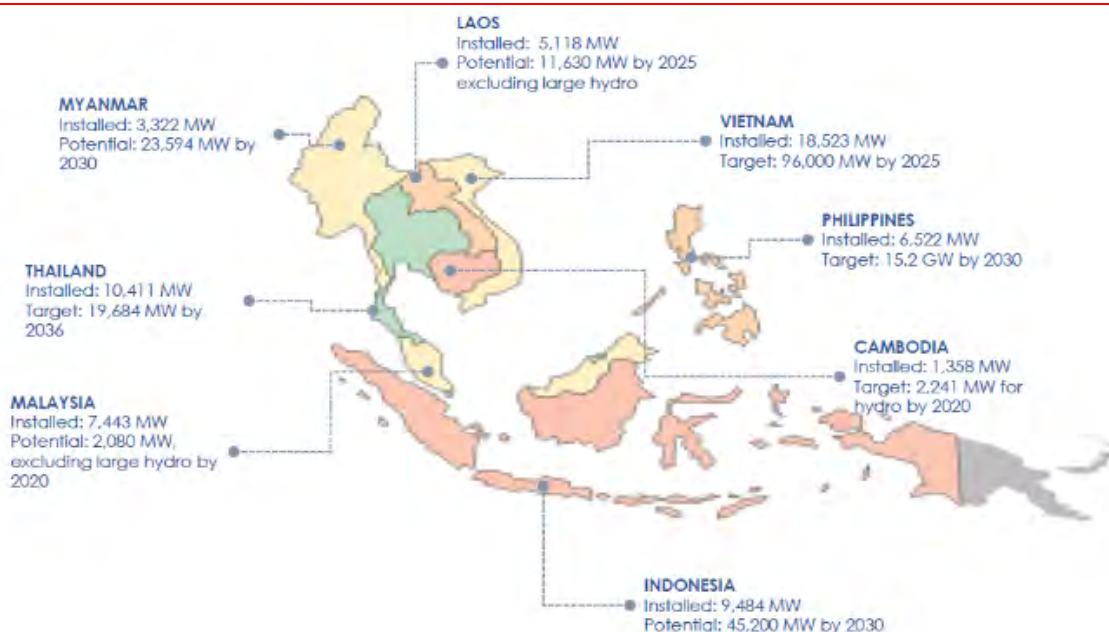 LAOS
Installed: 5,118 MW
Potential: 11,630 MW by 2025
excluding large hydro
MYANMAR
Installed: 3,322 MW
Potential: 23,594 MW by
2030
VIETNAM
Installed: 18,523 MW
Target: 96,000 MW by 2025
PHILIPPINES
Installed: 6,522 MW
Target: 15.2 GW by 2030
THAILAND
Installed: 10,411 MW
Target: 19,684 MW by
2036
CAMBODIA
Installed: 1,358 MW
Target: 2,241 MW for
hydro by 2020
MALAYSIA
Installed: 7,443 MW
Potential: 2,080 MW,
excluding large hydro by
2020
INDONESIA
Installed: 9,484 MW
Potential: 45,200 MW by 2030